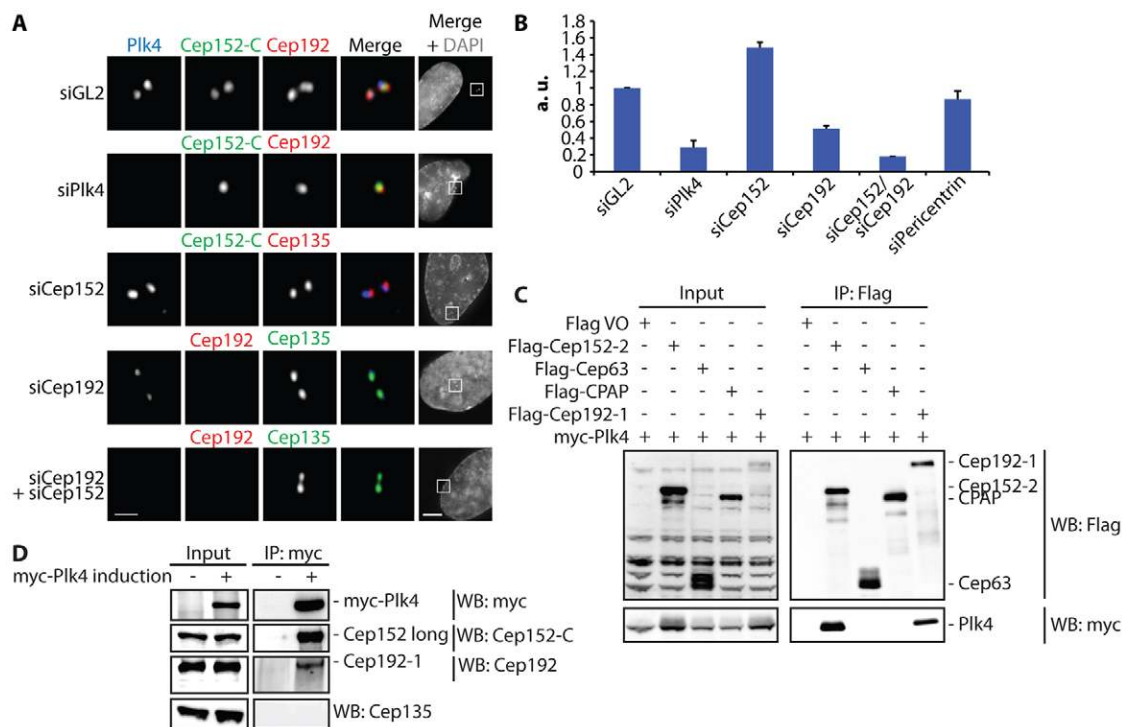 A
Plk4 Cep152-C Cep192 Merge Merge + DAPI
siGL2
Cep152-C Cep192
siPlk4
Cep152-C Cep135
siCep152
Cep192 Cep135
siCep192
Cep192 Cep135
siCep192
+ siCep152
B
a. u.
1.8
1.6
1.4
1.2
1
0.8
0.6
0.4
0.2
0
siGL2 siPlk4 siCep152 siCep192 siCep152/siCep192 siPericentrin
C
Input IP: Flag
Flag VO + - - - - + - - - -
Flag-Cep152-2 - + - - - - + - - -
Flag-Cep63 - - + - - - - + - -
Flag-CPAP - - - + - - - - + -
Flag-Cep192-1 - - - - + - - - - +
myc-Plk4 + + + + + + + + + +
- Cep192-1
- Cep152-2
CPAP
WB: Flag
- Cep63
- Plk4 WB: myc
D
Input IP: myc
myc-Plk4 induction - + - +
- myc-Plk4 WB: myc
- Cep152 long WB: Cep152-C
- Cep192-1 WB: Cep192
WB: Cep135